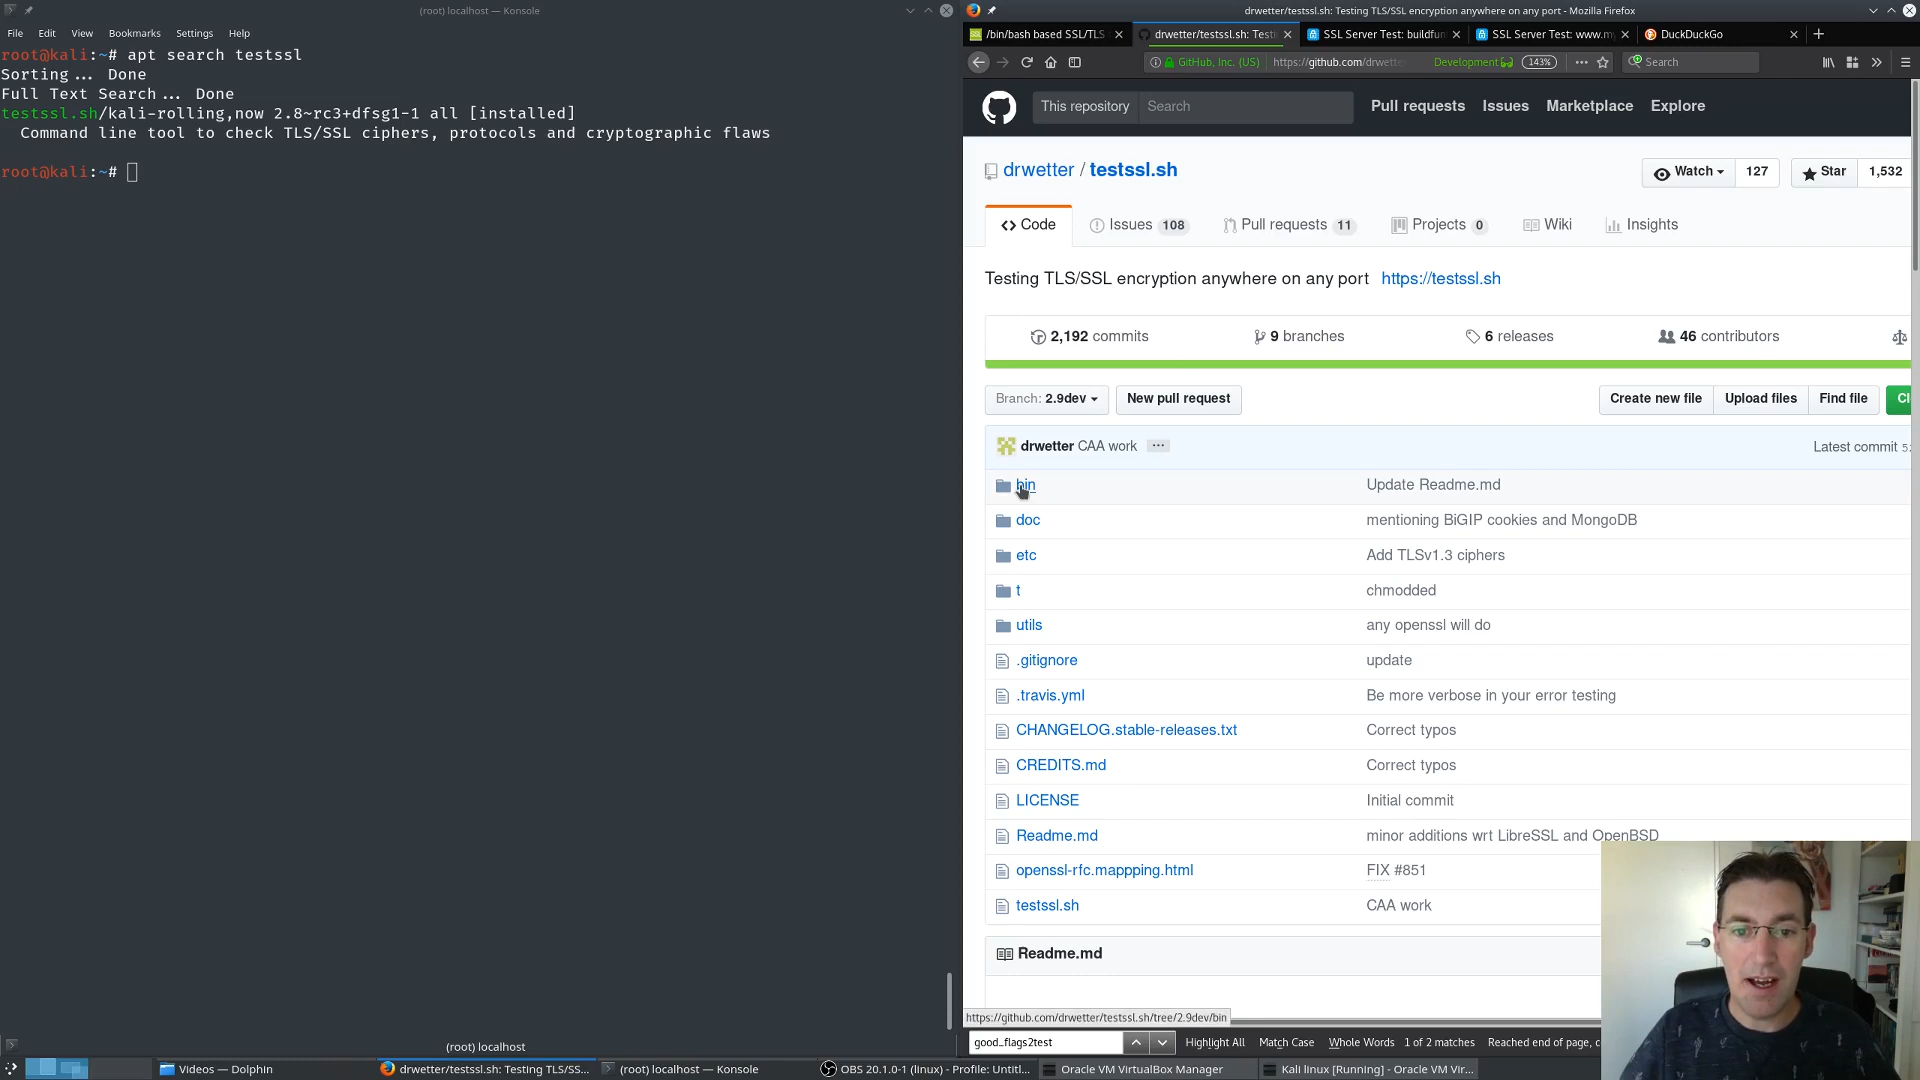 (root) localhost — Konsole
File Edit View Bookmarks Settings Help
root@kali:~# apt search testssl
Sorting... Done
Full Text Search... Done
testssl.sh/kali-rolling,now 2.8~rc3+dfsg1-1 all [installed]
Command line tool to check TLS/SSL ciphers, protocols and cryptographic flaws
root@kali:~#
(root) localhost
drwetter/testssl.sh: Testing TLS/SSL encryption anywhere on any port - Mozilla Firefox
/bin/bash based SSL/TLS
drwetter/testssl.sh: Testi
SSL Server Test: buildfun
SSL Server Test: www.my
DuckDuckGo
GitHub, Inc. (US) https://github.com/drwette Development 143% Search
This repository Search Pull requests Issues Marketplace Explore
drwetter / testssl.sh Watch 127 Star 1,532
Code Issues 108 Pull requests 11 Projects 0 Wiki Insights
Testing TLS/SSL encryption anywhere on any port https://testssl.sh
2,192 commits 9 branches 6 releases 46 contributors
Branch: 2.9dev New pull request Create new file Upload files Find file Cl
drwetter CAA work ... Latest commit 5
bin Update Readme.md
doc mentioning BiGIP cookies and MongoDB
etc Add TLSv1.3 ciphers
t chmodded
utils any openssl will do
.gitignore update
.travis.yml Be more verbose in your error testing
CHANGELOG.stable-releases.txt Correct typos
CREDITS.md Correct typos
LICENSE Initial commit
Readme.md minor additions wrt LibreSSL and OpenBSD
openssl-rfc.mappping.html FIX #851
testssl.sh CAA work
Readme.md
https://github.com/drwetter/testssl.sh/tree/2.9dev/bin
good_flags2test Highlight All Match Case Whole Words 1 of 2 matches Reached end of page, c
Videos — Dolphin
drwetter/testssl.sh: Testing TLS/SS...
(root) localhost — Konsole
OBS 20.1.0-1 (linux) - Profile: Untitl...
Oracle VM VirtualBox Manager
Kali linux [Running] - Oracle VM Vir...